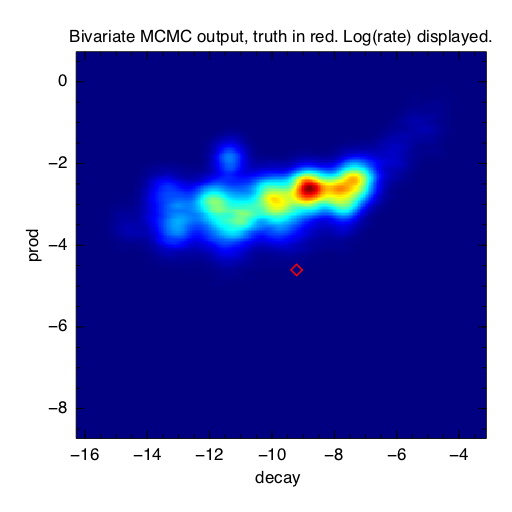 Bivariate MCMC output, truth in red. Log(rate) displayed.
0
−2
−4
−6
−8
prod
−16 −14 −12 −10 −8 −6 −4
decay